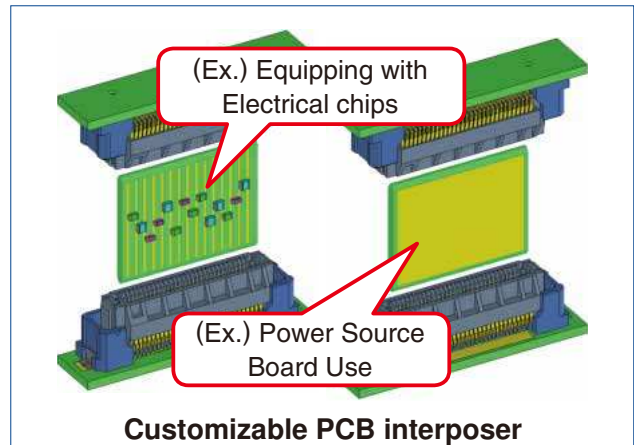 (Ex.) Equipping with
Electrical chips
(Ex.) Power Source
Board Use
Customizable PCB interposer